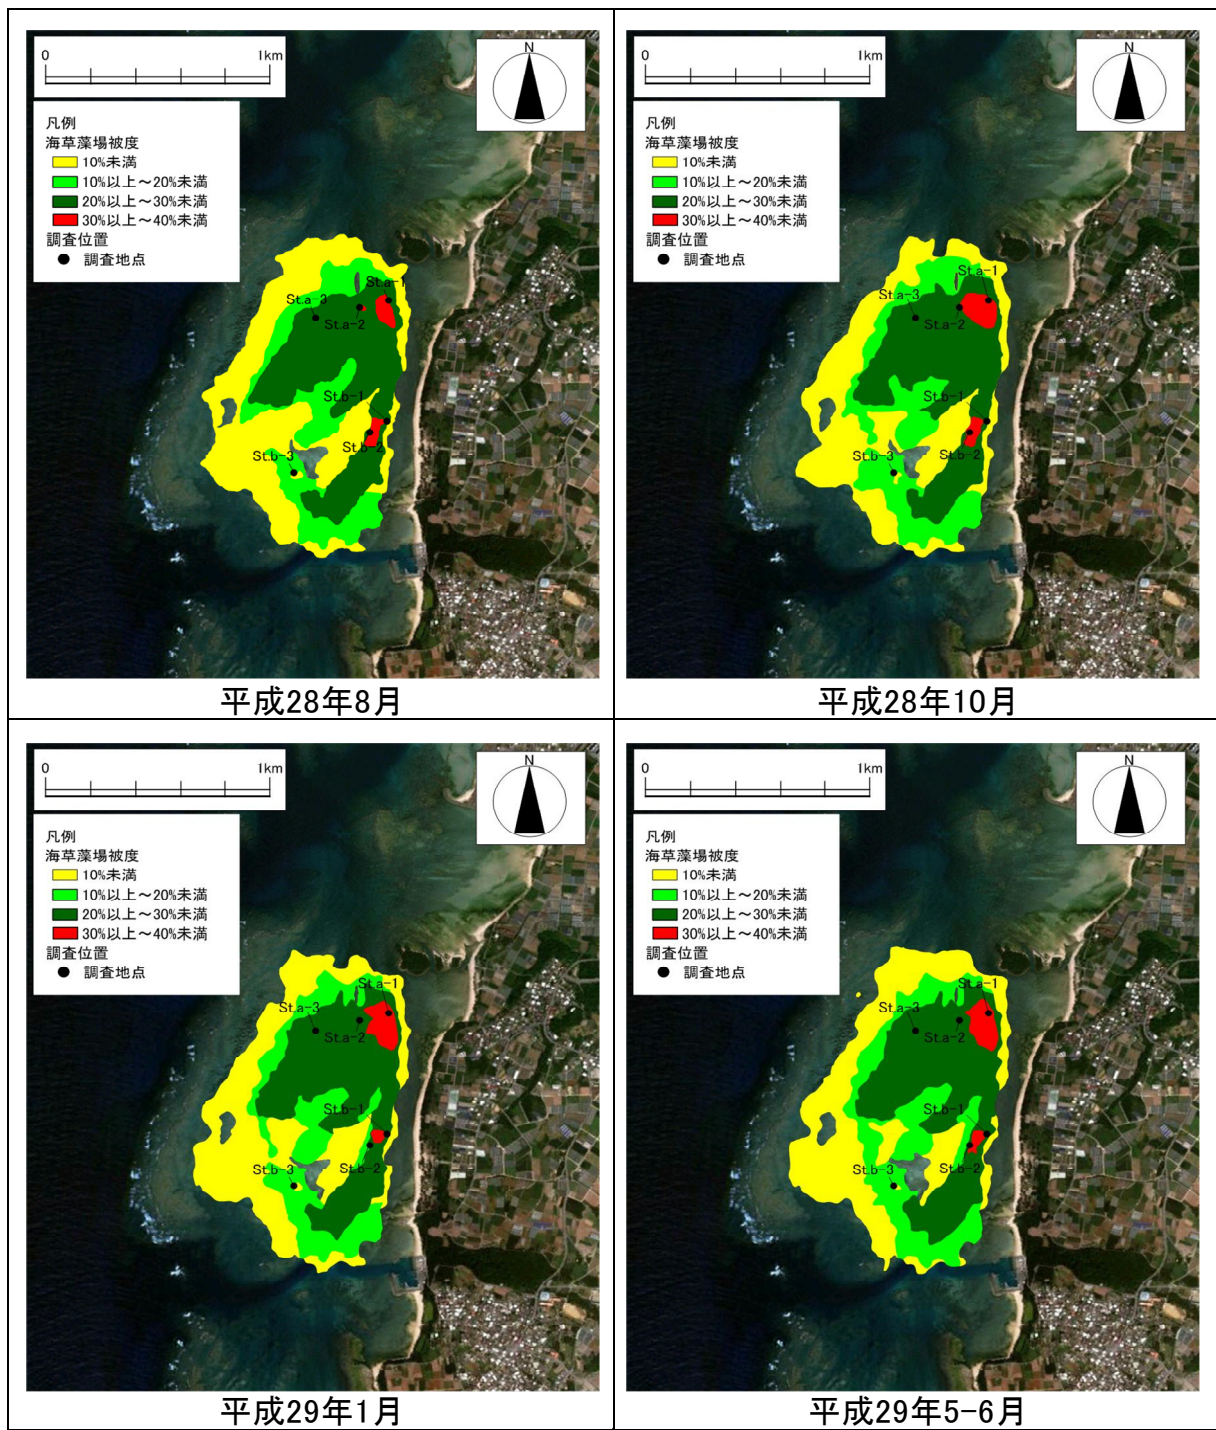 0 1km
N
凡例
海草藻場被度
10%未満
10%以上～20%未満
20%以上～30%未満
30%以上～40%未満
調査位置
調査地点
St.a-1
St.a-3
St.a-2
St.b-1
St.b-2
St.b-3
平成28年8月
0 1km
N
凡例
海草藻場被度
10%未満
10%以上～20%未満
20%以上～30%未満
30%以上～40%未満
調査位置
調査地点
St.a-1
St.a-3
St.a-2
St.b-1
St.b-2
St.b-3
平成28年10月
0 1km
N
凡例
海草藻場被度
10%未満
10%以上～20%未満
20%以上～30%未満
30%以上～40%未満
調査位置
調査地点
St.a-1
St.a-3
St.a-2
St.b-1
St.b-2
St.b-3
平成29年1月
0 1km
N
凡例
海草藻場被度
10%未満
10%以上～20%未満
20%以上～30%未満
30%以上～40%未満
調査位置
調査地点
St.a-1
St.a-3
St.a-2
St.b-1
St.b-2
St.b-3
平成29年5-6月